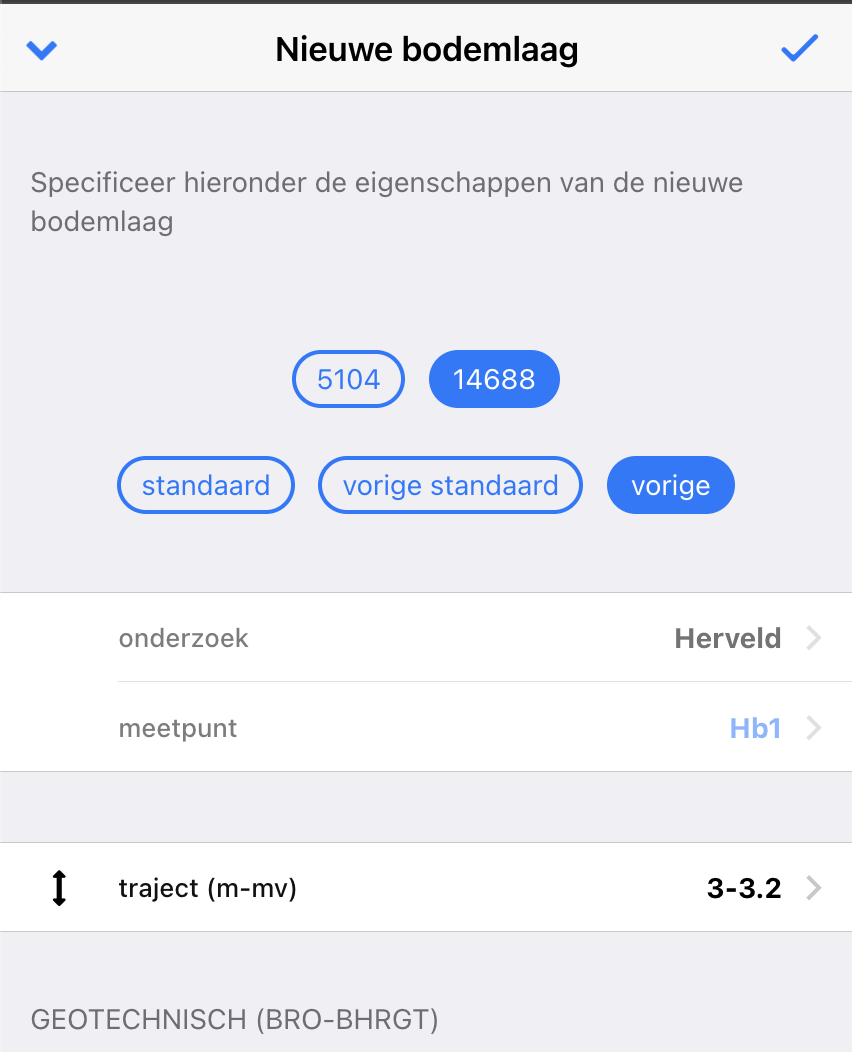 Nieuwe bodemlaag
Specificeer hieronder de eigenschappen van de nieuwe
bodemlaag
5104 14688
standaard vorige standaard vorige
onderzoek Herveld
meetpunt Hb1
traject (m-mv) 3-3.2
GEOTECHNISCH (BRO-BHRGT)